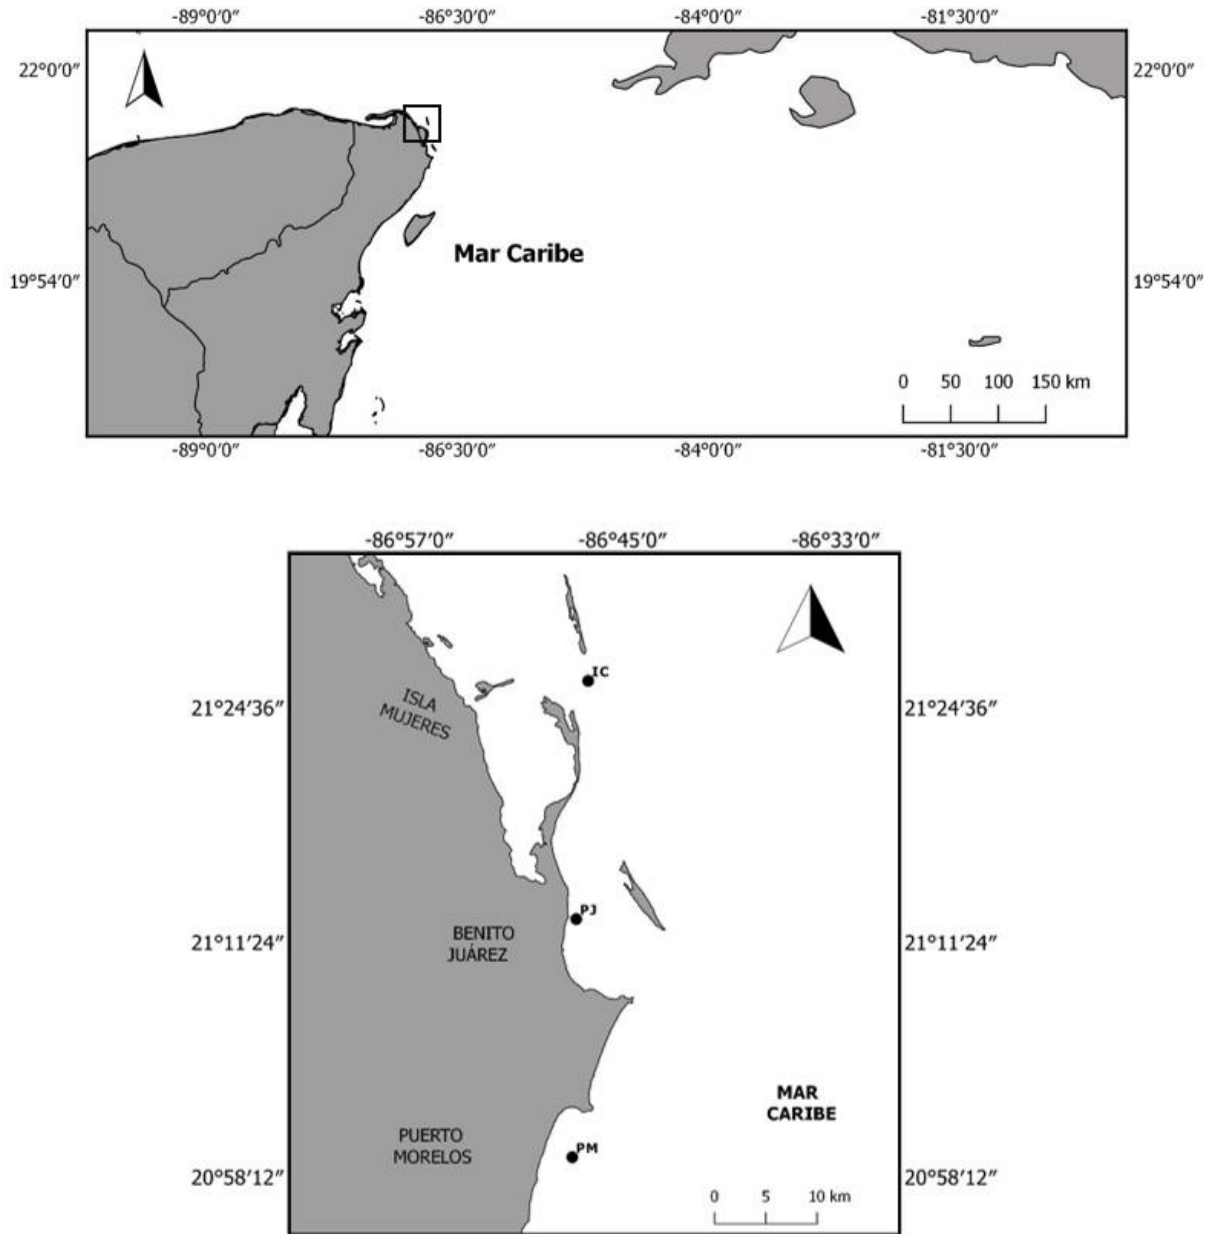 -89°0′0″ -86°30′0″ -84°0′0″ -81°30′0″
22°0′0″ 22°0′0″
Mar Caribe
19°54′0″ 19°54′0″
0 50 100 150 km
-89°0′0″ -86°30′0″ -84°0′0″ -81°30′0″
-86°57′0″ -86°45′0″ -86°33′0″
IC
ISLA
MUJERES
21°24′36″ 21°24′36″
PJ
BENITO
JUÁREZ
21°11′24″ 21°11′24″
MAR
CARIBE
PUERTO
MORELOS
PM
20°58′12″ 20°58′12″
0 5 10 km